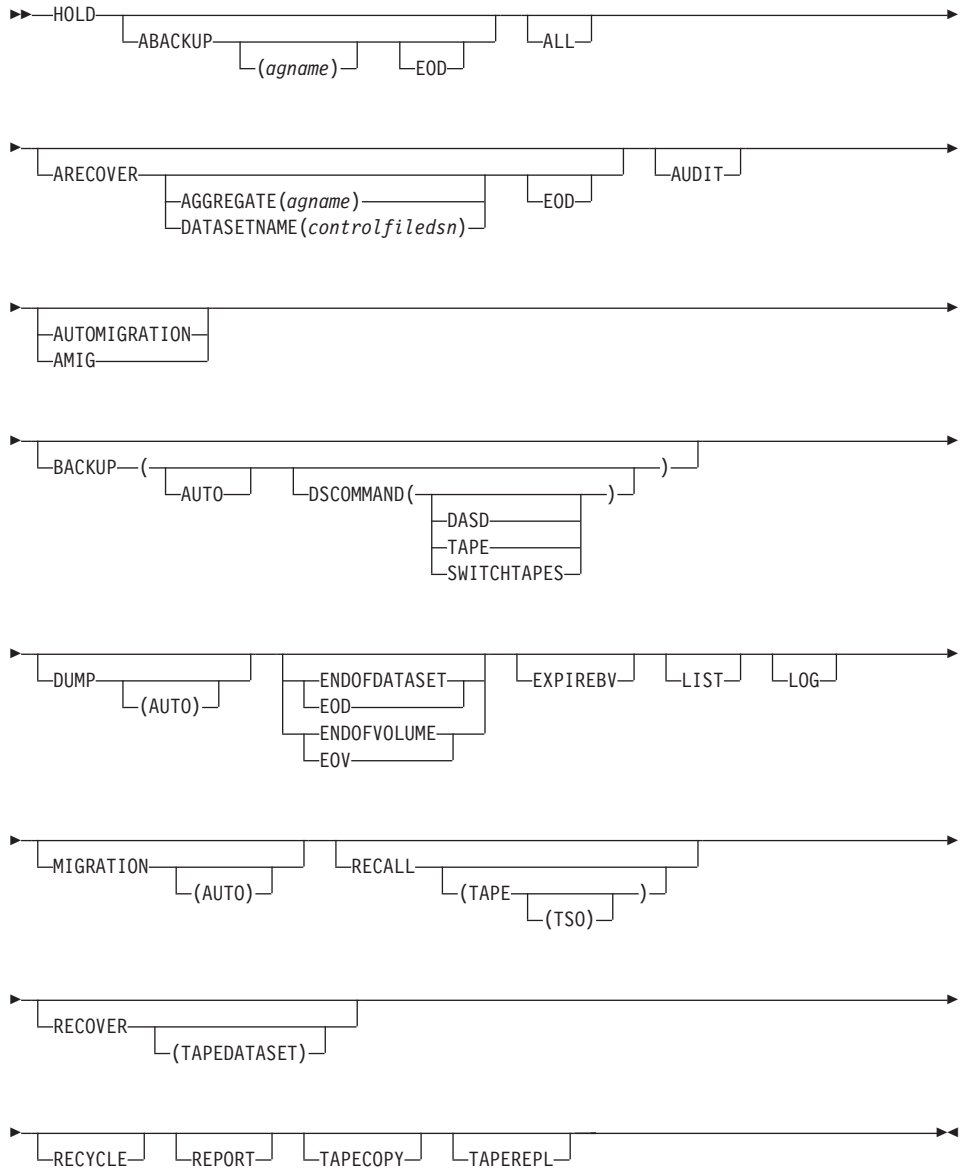 HOLD
ABACKUP ALL
(agname) EOD
ARECOVER AUDIT
AGGREGATE(agname) EOD
DATASETNAME(controlfiledsn)
AUTOMIGRATION
AMIG
BACKUP ( )
AUTO DSCOMMAND( )
DASD
TAPE
SWITCHTAPES
DUMP ENDOFDATASET EXPIREBV LIST LOG
(AUTO) EOD
ENDOFVOLUME
EOV
MIGRATION RECALL
(AUTO) (TAPE )
(TSO)
RECOVER
(TAPEDATASET)
RECYCLE REPORT TAPECOPY TAPEREPL